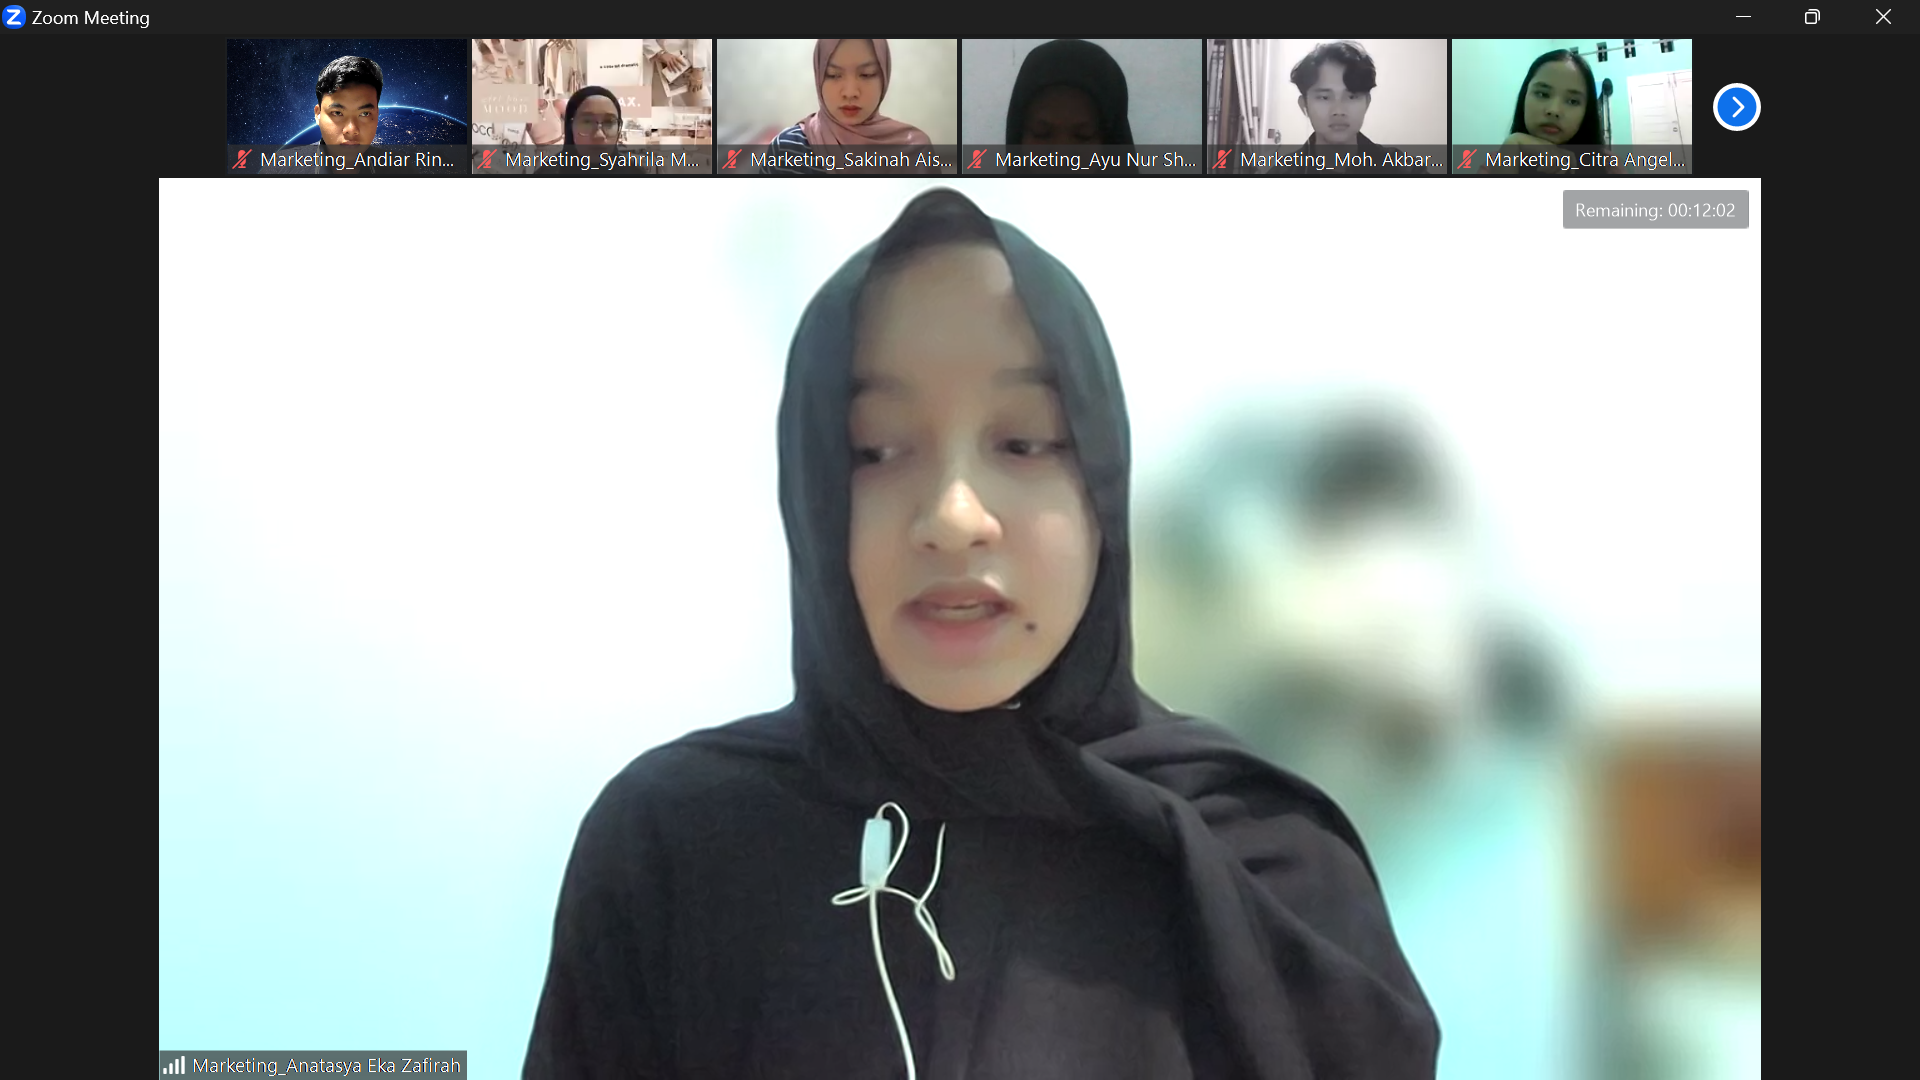 Zoom Meeting
Marketing_Andiar Rin...
Marketing_Syahrila M...
Marketing_Sakinah Ais...
Marketing_Ayu Nur Sh...
Marketing_Moh. Akbar...
Marketing_Citra Angel...
Remaining: 00:12:02
Marketing_Anatasya Eka Zafirah